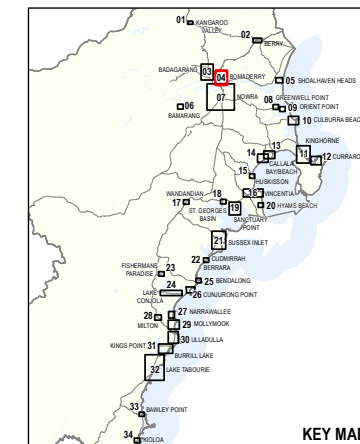 01
KANGAROO
VALLEY
02
BERRY
BADAGARANG
03
04
BOMADERRY
05
SHOALHAVEN HEADS
07
NOWRA
06
BAMARANG
08
GREENWELL POINT
09
ORIENT POINT
10
CULBURRA BEACH
KINGHORNE
11
12
CURRARO
13
14
CALLALA
BAY/BEACH
15
HUSKISSON
16
VINCENTIA
WANDANDIAN
17
18
ST. GEORGES
BASIN
19
20
HYAMS BEACH
SANCTUARY
POINT
21
SUSSEX INLET
22
CUDMIRRAH
BERRARA
FISHERMANS
PARADISE
23
24
25
BENDALONG
LAKE
CONJOLA
26
CUNJURONG POINT
27
NARRAWALLEE
28
MILTON
29
MOLLYMOOK
30
ULLADULLA
KINGS POINT
31
BURRILL LAKE
32
LAKE TABOURIE
33
BAWLEY POINT
34
KIOLOA
KEY MAP